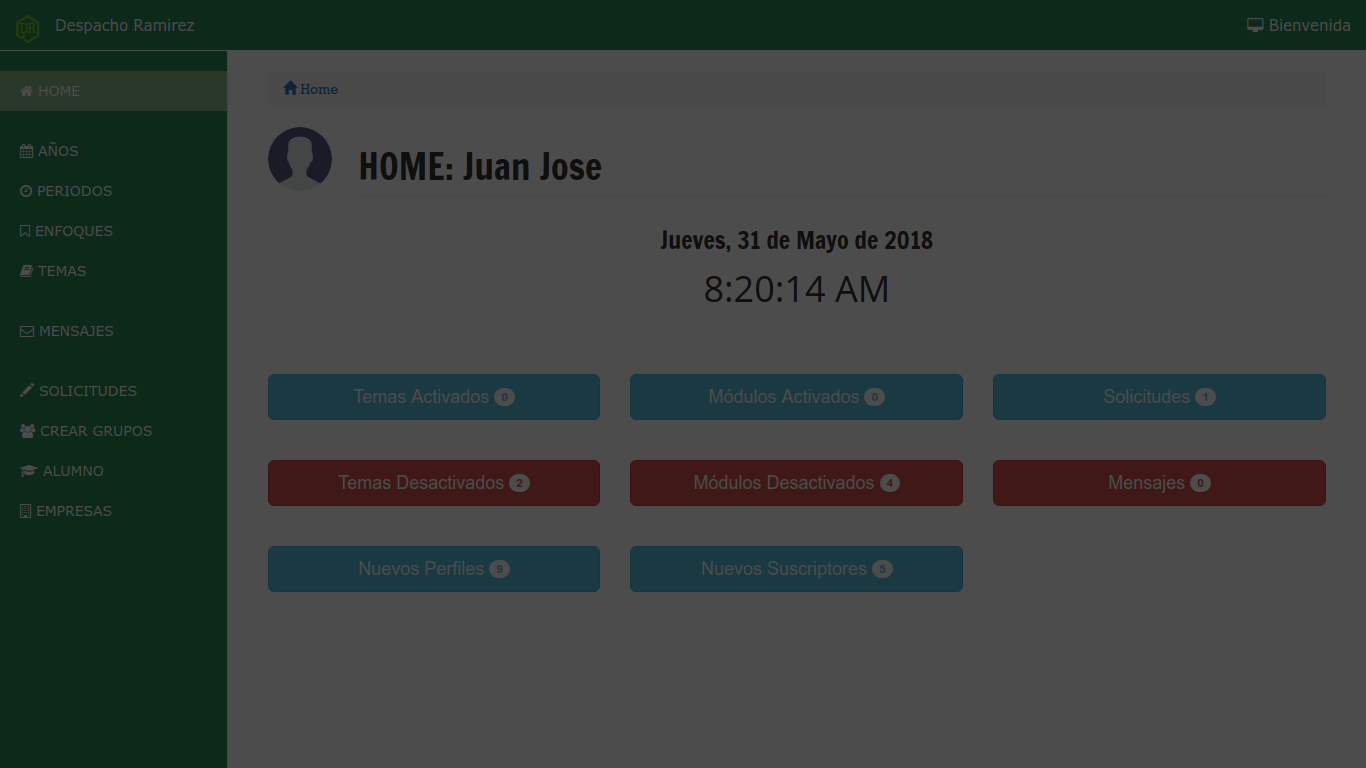 DR Despacho Ramirez
Bienvenida
HOME
AÑOS
PERIODOS
ENFOQUES
TEMAS
MENSAJES
SOLICITUDES
CREAR GRUPOS
ALUMNO
EMPRESAS
Home
HOME: Juan Jose
Jueves, 31 de Mayo de 2018
8:20:14 AM
Temas Activados 0
Módulos Activados 0
Solicitudes 1
Temas Desactivados 2
Módulos Desactivados 4
Mensajes 0
Nuevos Perfiles 9
Nuevos Suscriptores 5